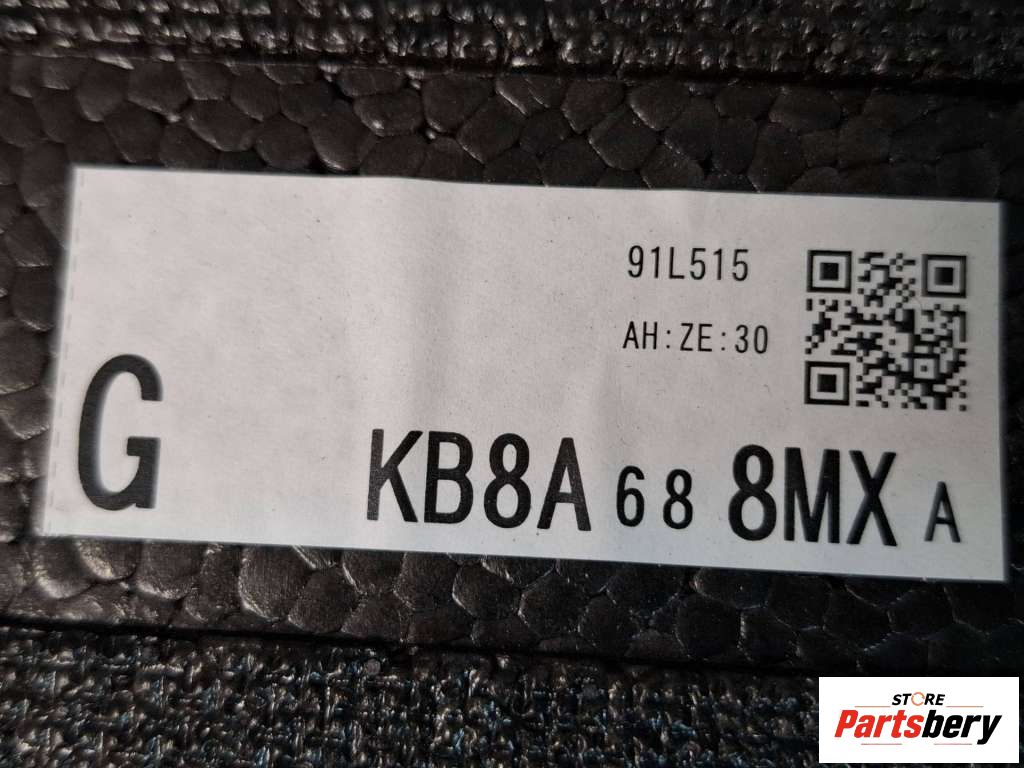 91L515
AH:ZE:30
G
KB8A 68 8MX A
STORE
Partsbery